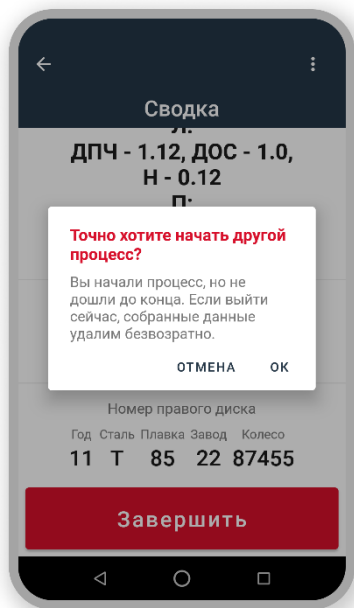 Сводка
Л:
ДПЧ - 1.12, ДОС - 1.0,
Н - 0.12
П:
Точно хотите начать другой
процесс?
Вы начали процесс, но не
дошли до конца. Если выйти
сейчас, собранные данные
удалим безвозратно.
ОТМЕНА ОК
Номер правого диска
Год Сталь Плавка Завод Колесо
11 Т 85 22 87455
Завершить